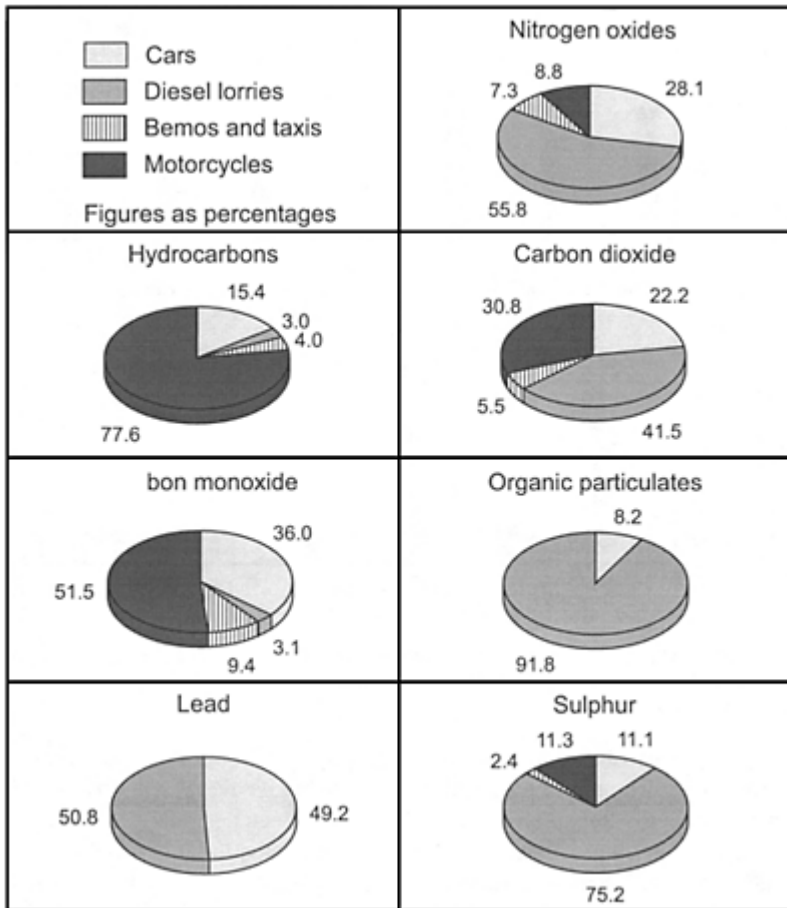 Cars
Diesel lorries
Bemos and taxis
Motorcycles
Figures as percentages
Nitrogen oxides
7.3
8.8
28.1
55.8
Hydrocarbons
15.4
3.0
4.0
77.6
Carbon dioxide
30.8
22.2
5.5
41.5
bon monoxide
36.0
51.5
3.1
9.4
Organic particulates
8.2
91.8
Lead
50.8
49.2
Sulphur
11.3
11.1
2.4
75.2